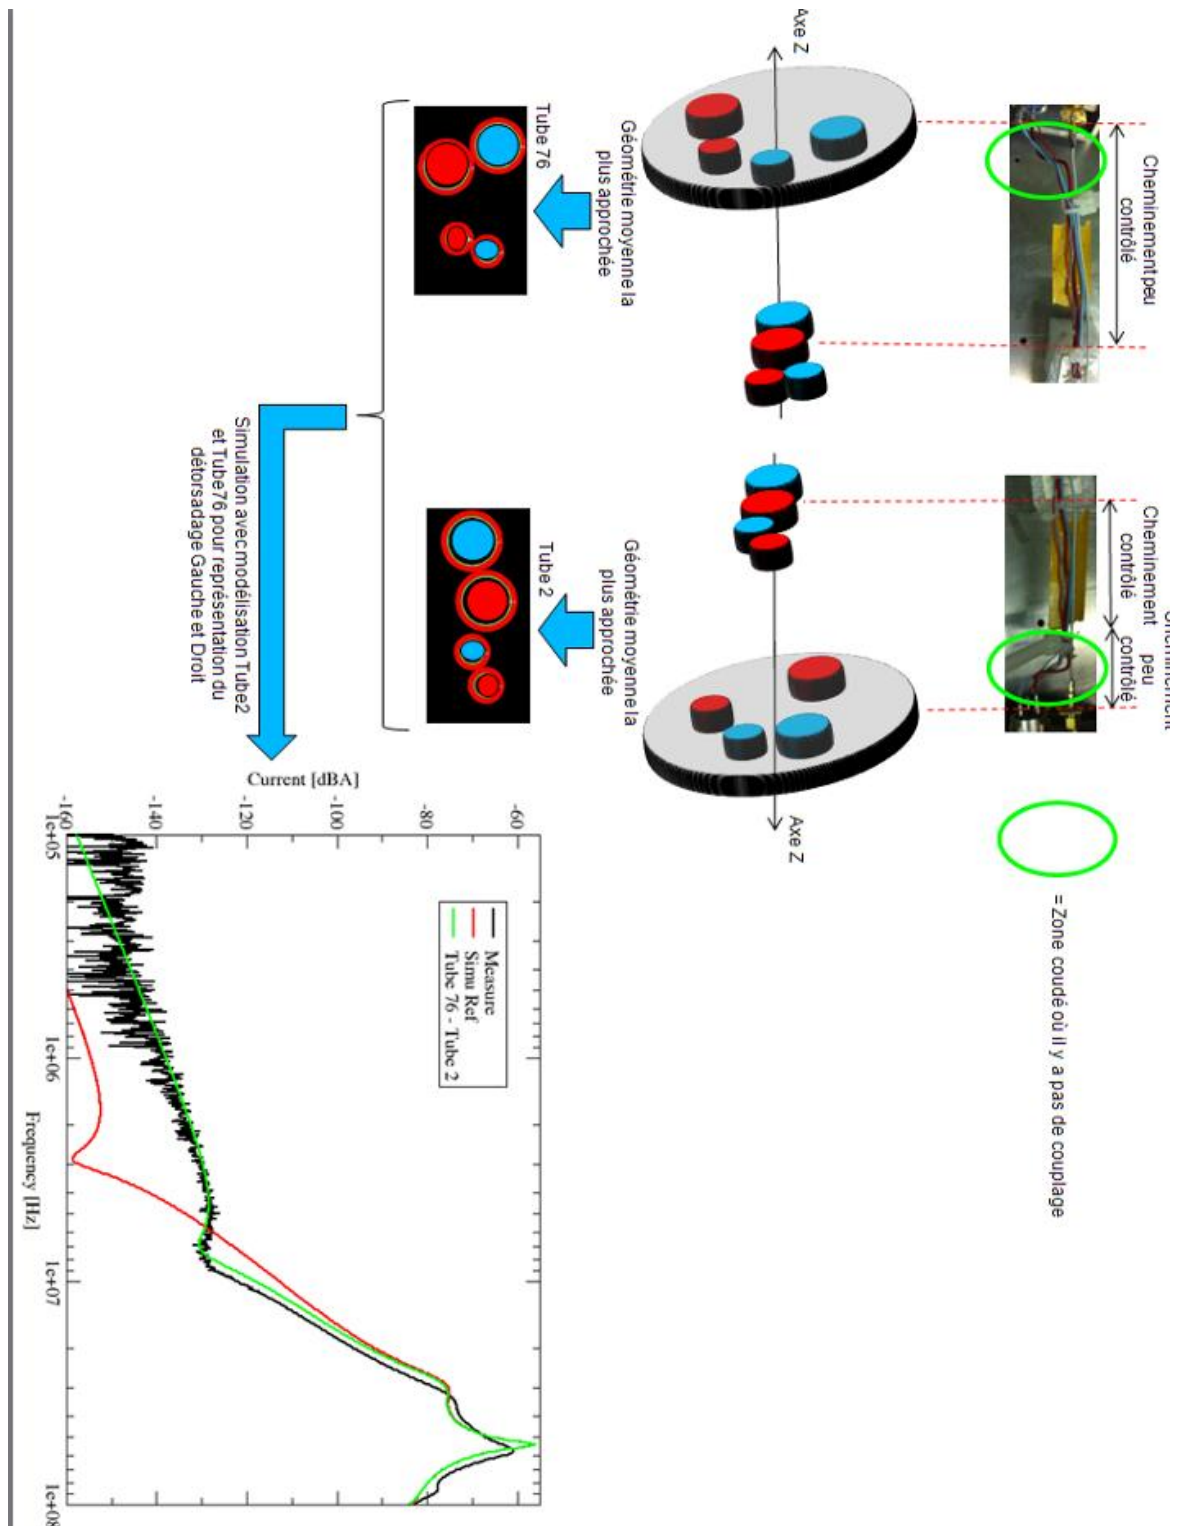 Cheminement peu
contrôlé
Cheminement
contrôlé
Cheminement
peu
contrôlé
= Zone coudé où il y a pas de couplage
Axe Z
Axe Z
Géométrie moyenne la
plus approchée
Géométrie moyenne la
plus approchée
Tube 76
Tube 2
Simulation avec modélisation Tube2
et Tube76 pour représentation du
détorsadage Gauche et Droit
Current [dBA]
-60
-80
-100
-120
-140
-160
Measure
Simu Ref
Tube 76 - Tube 2
1e+05
1e+06
1e+07
1e+08
Frequency [Hz]